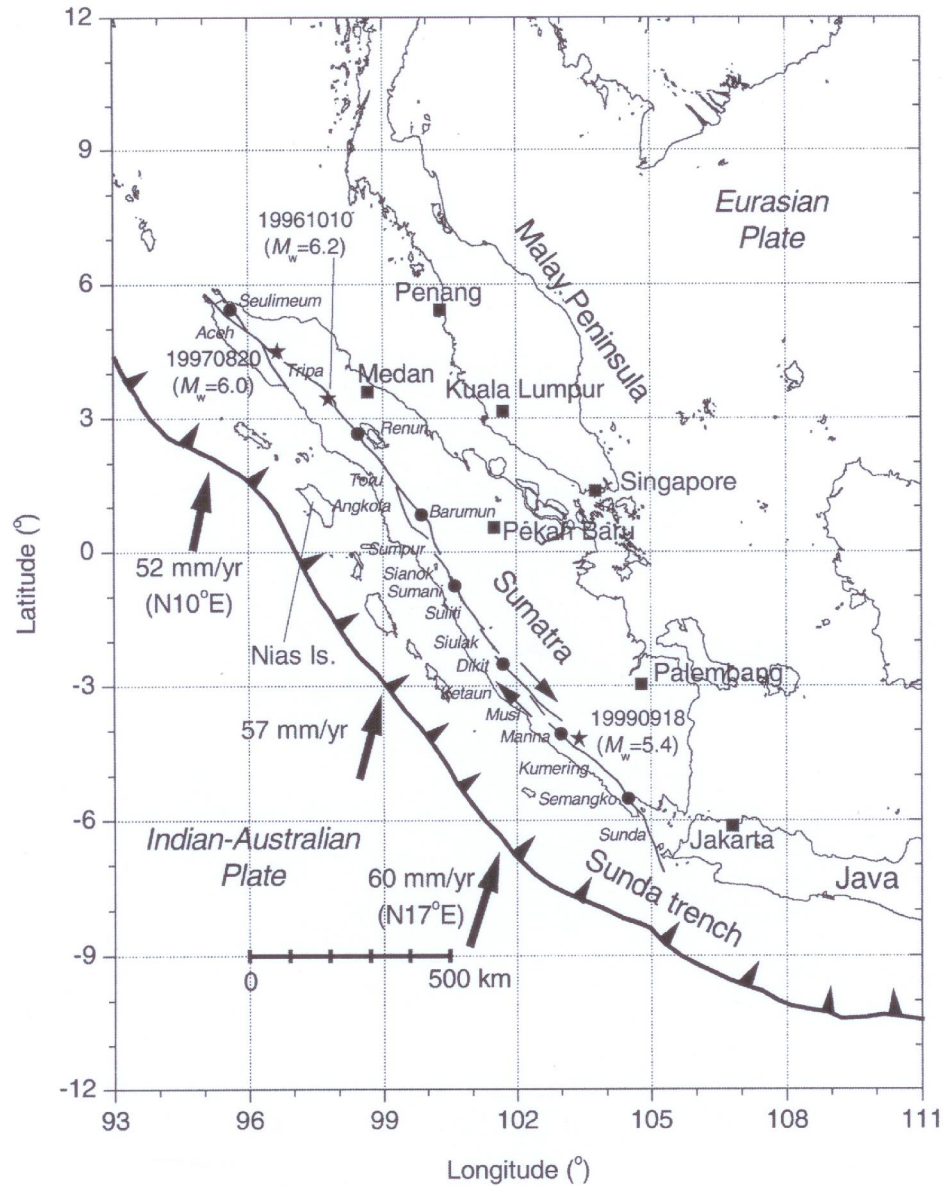 12
9
6
3
0
-3
-6
-9
-12
Latitude (°)
93
96
99
102
105
108
111
Longitude (°)
Eurasian
Plate
19961010
(Mw=6.2)
Malay Peninsula
Penang
Seulimeum
Aceh
19970820
(Mw=6.0)
Tripa
Medan
Kuala Lumpur
Renun
Singapore
Toru
Angkola
Barumun
Pekan Baru
52 mm/yr
(N10°E)
Sumpur
Sianok
Sumani
Suliti
Sumatra
Nias Is.
Siulak
Dikit
Palembang
Ketaun
57 mm/yr
Musi
Manna
19990918
(Mw=5.4)
Kumering
Semangko
Sunda
Jakarta
Indian-Australian
Plate
60 mm/yr
(N17°E)
Sunda trench
Java
0
500 km